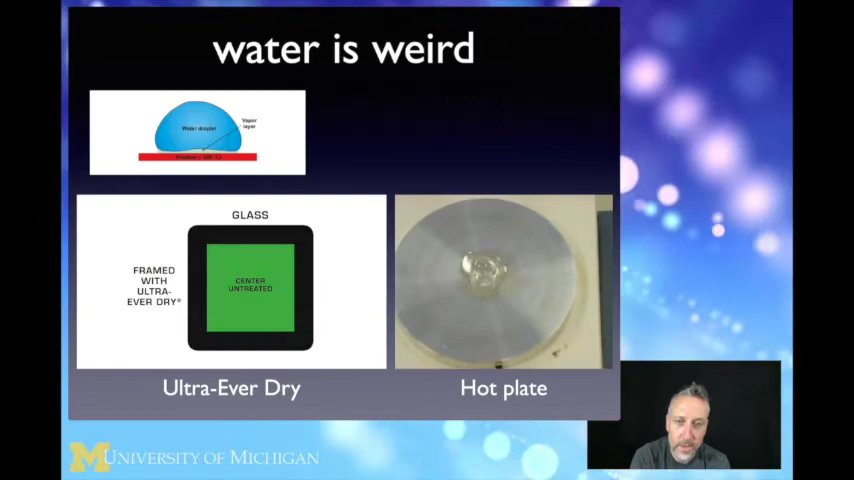 water is weird
Water droplet
Vapor
layer
GLASS
FRAMED
WITH
ULTRA-
EVER DRY®
CENTER
UNTREATED
Ultra-Ever Dry
Hot plate
M UNIVERSITY OF MICHIGAN